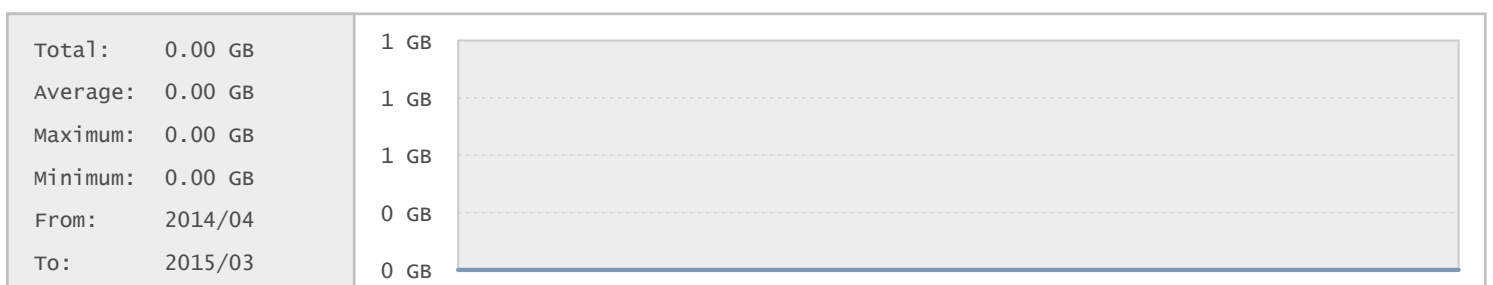 Total: 0.00 GB
Average: 0.00 GB
Maximum: 0.00 GB
Minimum: 0.00 GB
From: 2014/04
To: 2015/03
1 GB
1 GB
1 GB
0 GB
0 GB